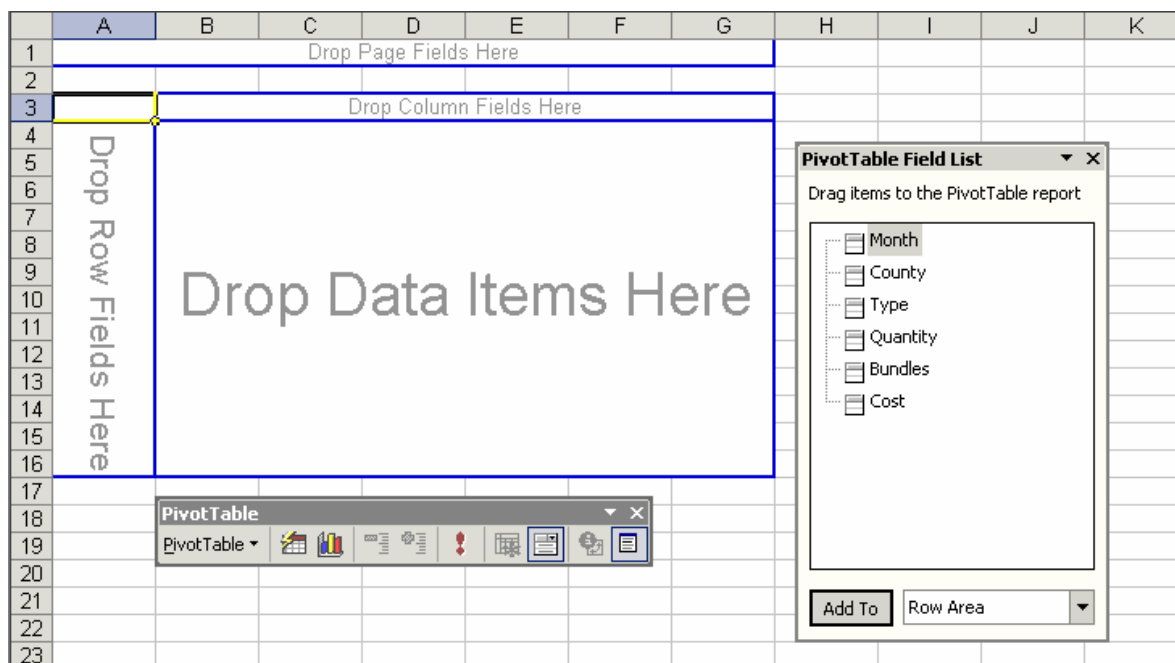 A B C D E F G H I J K
1 Drop Page Fields Here
2
3 Drop Column Fields Here
4
5
6
7
8
9
10
11
12
13
14
15
16
17
18
19
20
21
22
23
Drop Row Fields Here
Drop Data Items Here
PivotTable Field List
Drag items to the PivotTable report
Month
County
Type
Quantity
Bundles
Cost
Add To Row Area
PivotTable
PivotTable